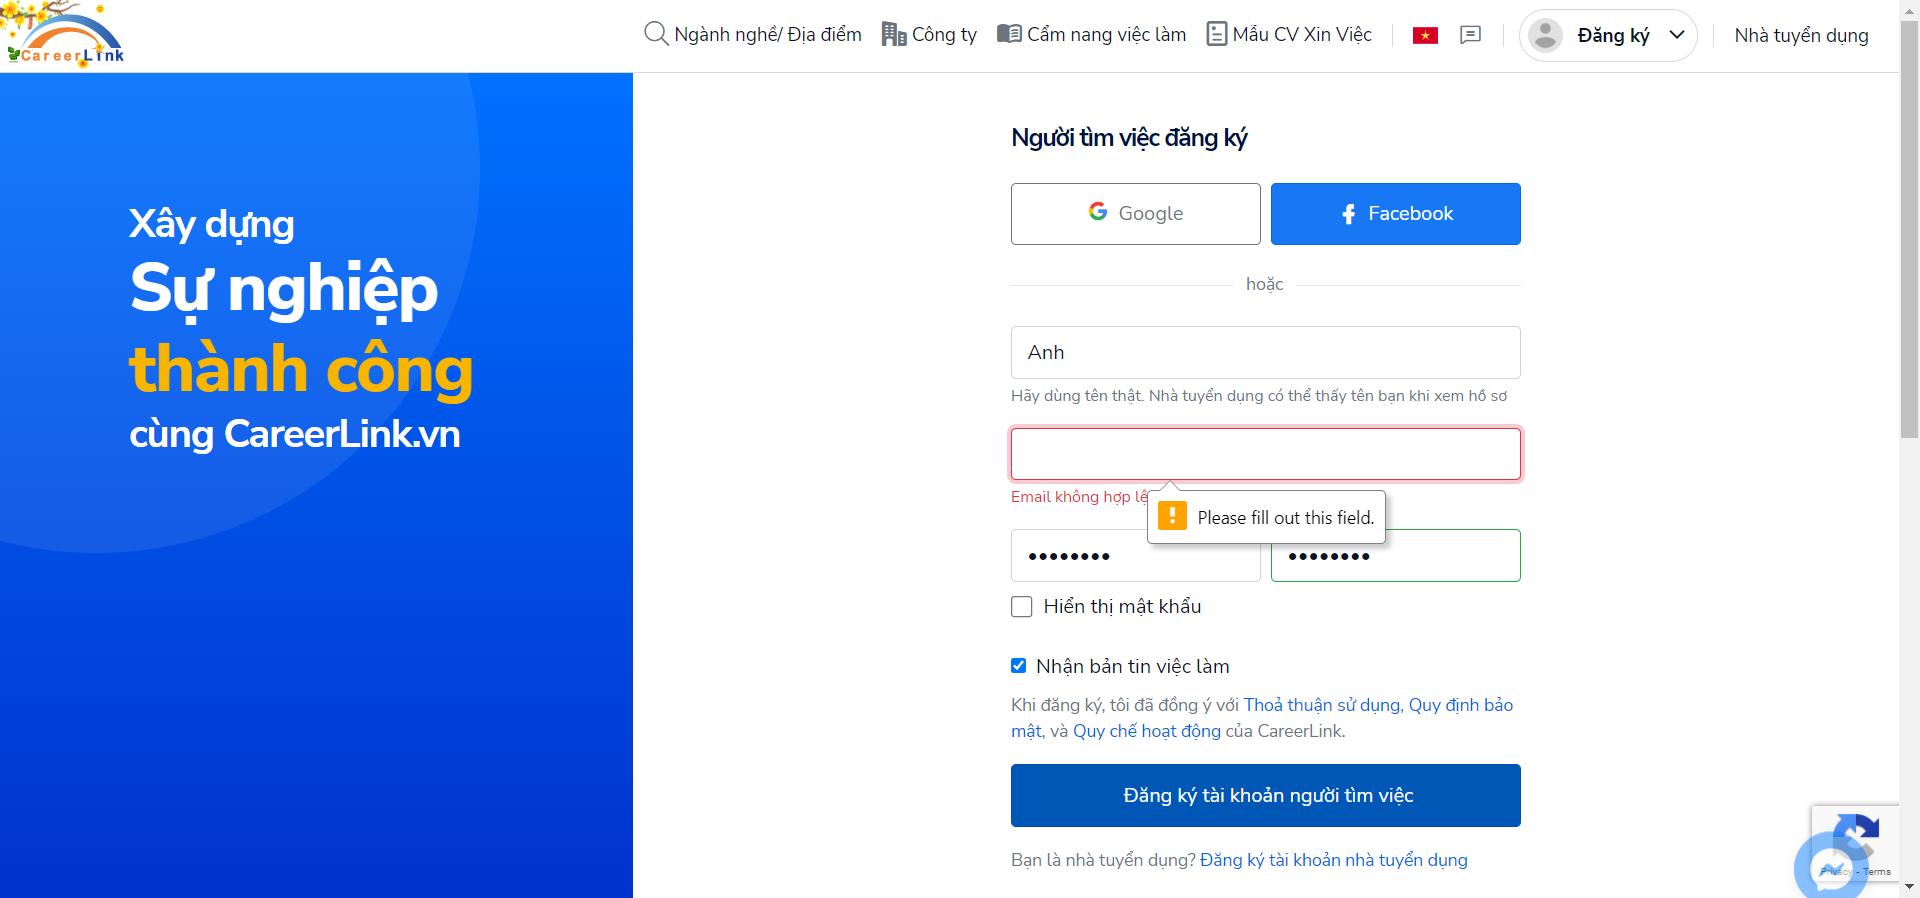 CareerLink
Ngành nghề/ Địa điểm
Công ty
Cẩm nang việc làm
Mẫu CV Xin Việc
Đăng ký
Nhà tuyển dụng
Xây dựng
Sự nghiệp
thành công
cùng CareerLink.vn
Người tìm việc đăng ký
Google
Facebook
hoặc
Anh
Hãy dùng tên thật. Nhà tuyển dụng có thể thấy tên bạn khi xem hồ sơ
Email không hợp lệ
Please fill out this field.
Hiển thị mật khẩu
Nhận bản tin việc làm
Khi đăng ký, tôi đã đồng ý với Thoả thuận sử dụng, Quy định bảo
mật, và Quy chế hoạt động của CareerLink.
Đăng ký tài khoản người tìm việc
Bạn là nhà tuyển dụng? Đăng ký tài khoản nhà tuyển dụng
Privacy - Terms